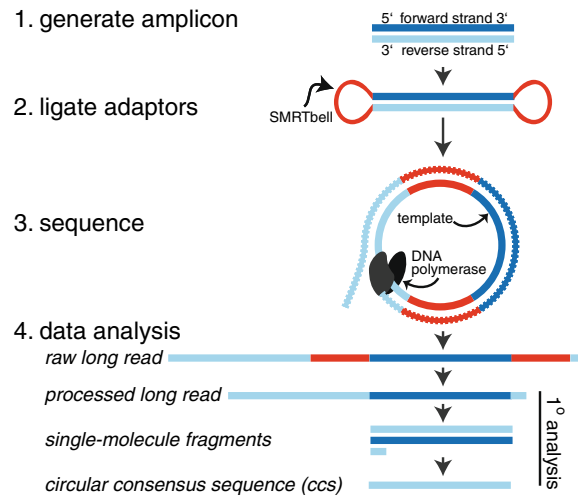 1. generate amplicon
5‘ forward strand 3‘
3‘ reverse strand 5‘
2. ligate adaptors
SMRTbell
3. sequence
template
DNA
polymerase
4. data analysis
raw long read
processed long read
single-molecule fragments
circular consensus sequence (ccs)
1° analysis